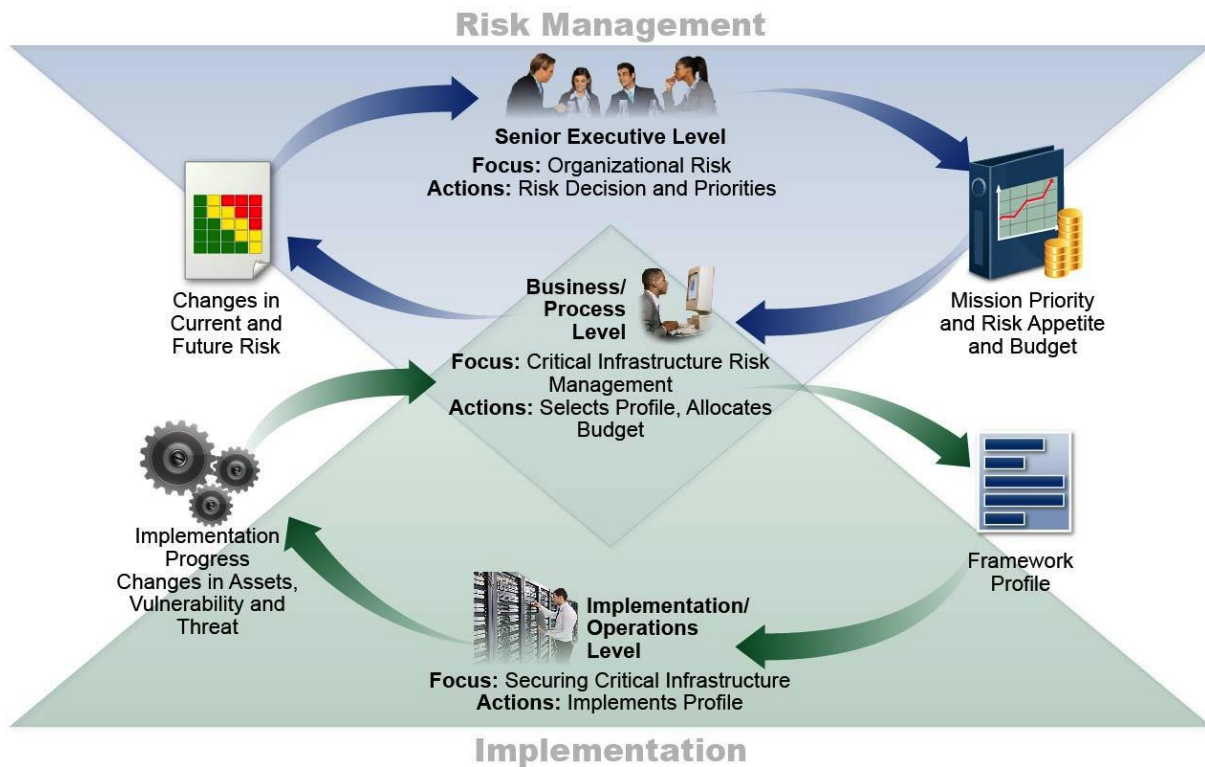 Risk Management
Senior Executive Level
Focus: Organizational Risk
Actions: Risk Decision and Priorities
Changes in
Current and
Future Risk
Mission Priority
and Risk Appetite
and Budget
Business/
Process
Level
Focus: Critical Infrastructure Risk
Management
Actions: Selects Profile, Allocates
Budget
Implementation
Progress
Changes in Assets,
Vulnerability and
Threat
Framework
Profile
Implementation/
Operations
Level
Focus: Securing Critical Infrastructure
Actions: Implements Profile
Implementation